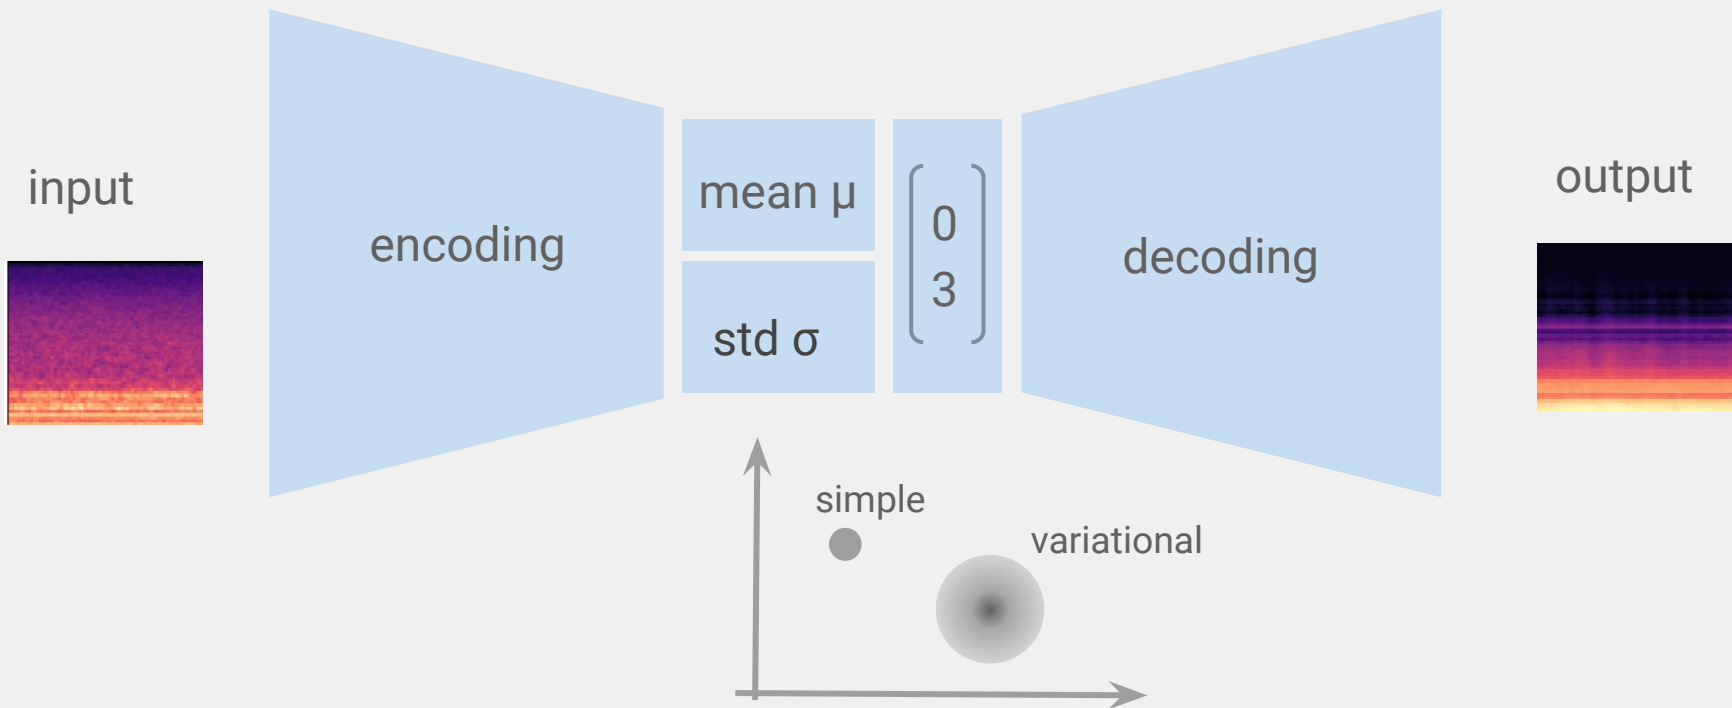 input
encoding
mean μ
std σ
0
3
decoding
output
simple
variational